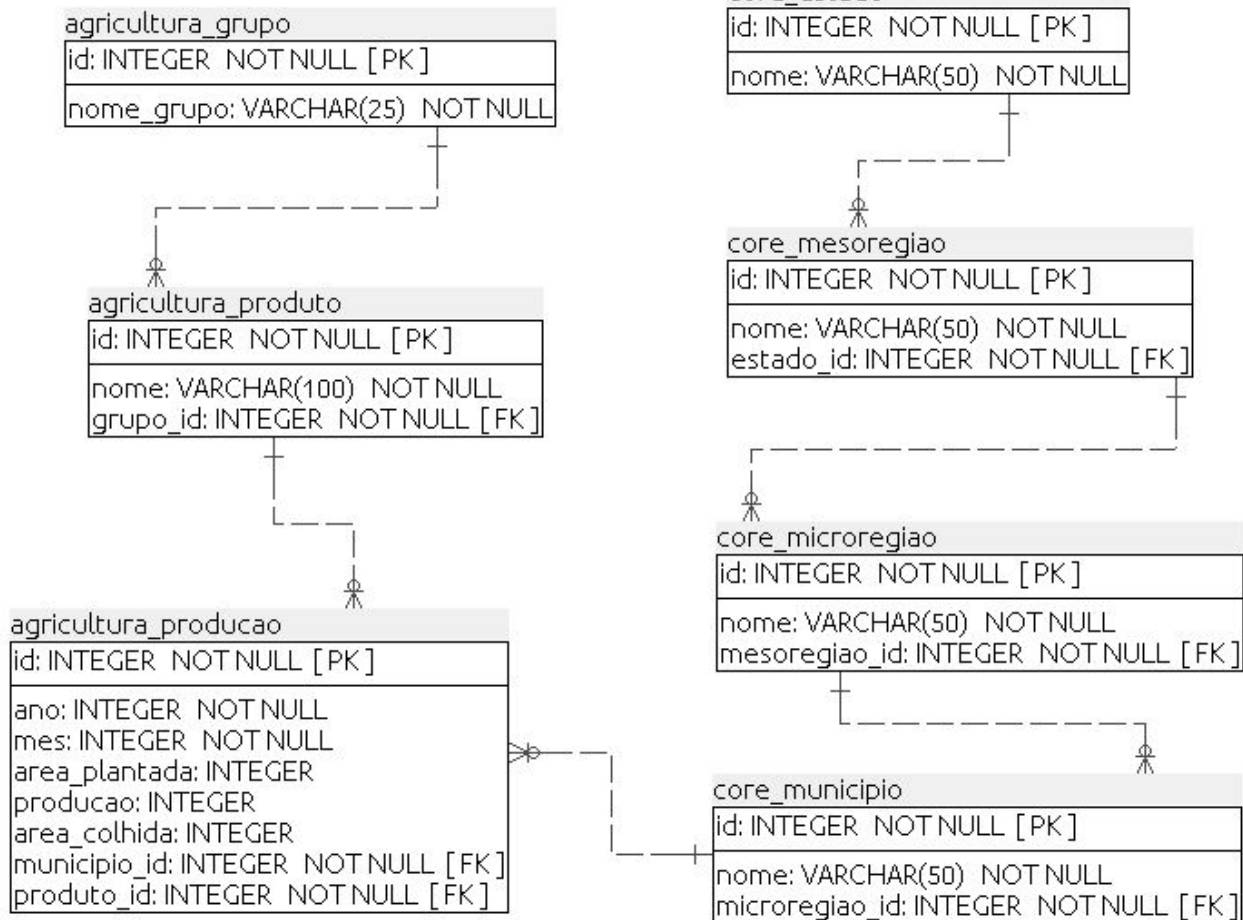 agricultura_grupo
id: INTEGER NOT NULL [PK]
nome_grupo: VARCHAR(25) NOT NULL
agricultura_produto
id: INTEGER NOT NULL [PK]
nome: VARCHAR(100) NOT NULL
grupo_id: INTEGER NOT NULL [FK]
agricultura_producao
id: INTEGER NOT NULL [PK]
ano: INTEGER NOT NULL
mes: INTEGER NOT NULL
area_plantada: INTEGER
producao: INTEGER
area_colhida: INTEGER
municipio_id: INTEGER NOT NULL [FK]
produto_id: INTEGER NOT NULL [FK]
id: INTEGER NOT NULL [PK]
nome: VARCHAR(50) NOT NULL
core_mesoregiao
id: INTEGER NOT NULL [PK]
nome: VARCHAR(50) NOT NULL
estado_id: INTEGER NOT NULL [FK]
core_microregiao
id: INTEGER NOT NULL [PK]
nome: VARCHAR(50) NOT NULL
mesoregiao_id: INTEGER NOT NULL [FK]
core_municipio
id: INTEGER NOT NULL [PK]
nome: VARCHAR(50) NOT NULL
microregiao_id: INTEGER NOT NULL [FK]